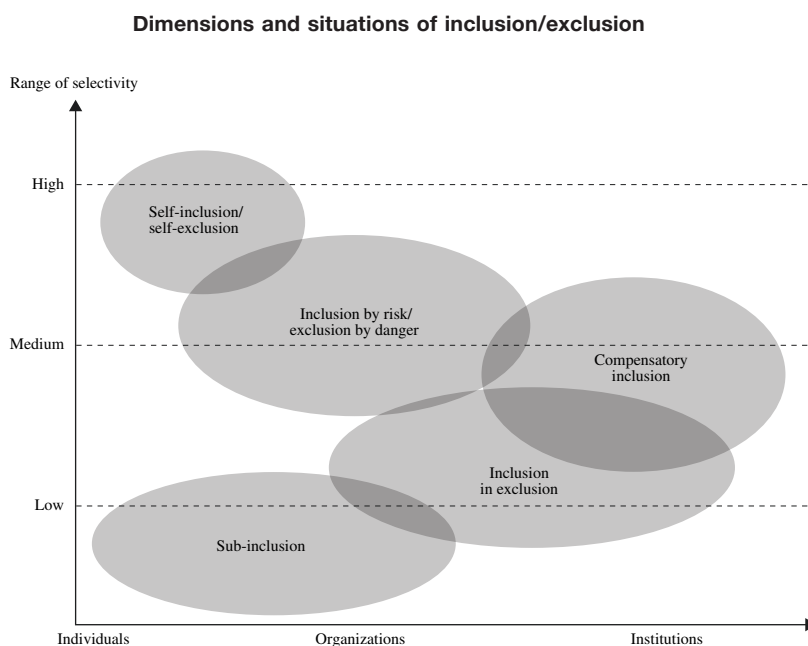 Dimensions and situations of inclusion/exclusion
Range of selectivity
High
Self-inclusion/
self-exclusion
Inclusion by risk/
exclusion by danger
Medium
Compensatory
inclusion
Inclusion
in exclusion
Low
Sub-inclusion
Individuals
Organizations
Institutions